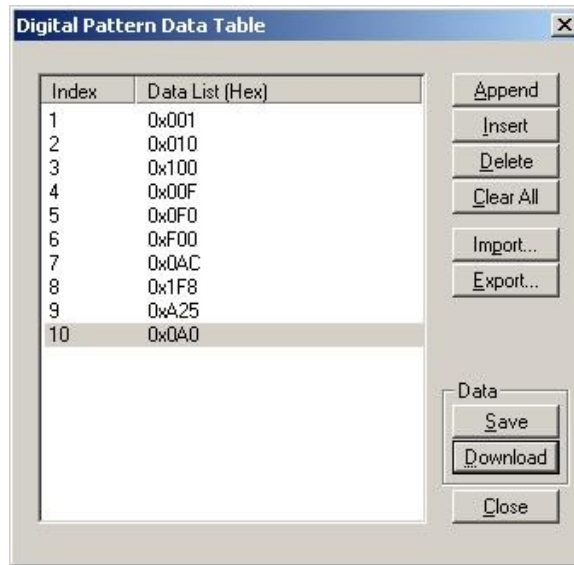 Digital Pattern Data Table
Index Data List (Hex)
1 0x001
2 0x010
3 0x100
4 0x00F
5 0x0F0
6 0xF00
7 0x0AC
8 0x1F8
9 0xA25
10 0x0A0
Append
Insert
Delete
Clear All
Import...
Export...
Data
Save
Download
Close